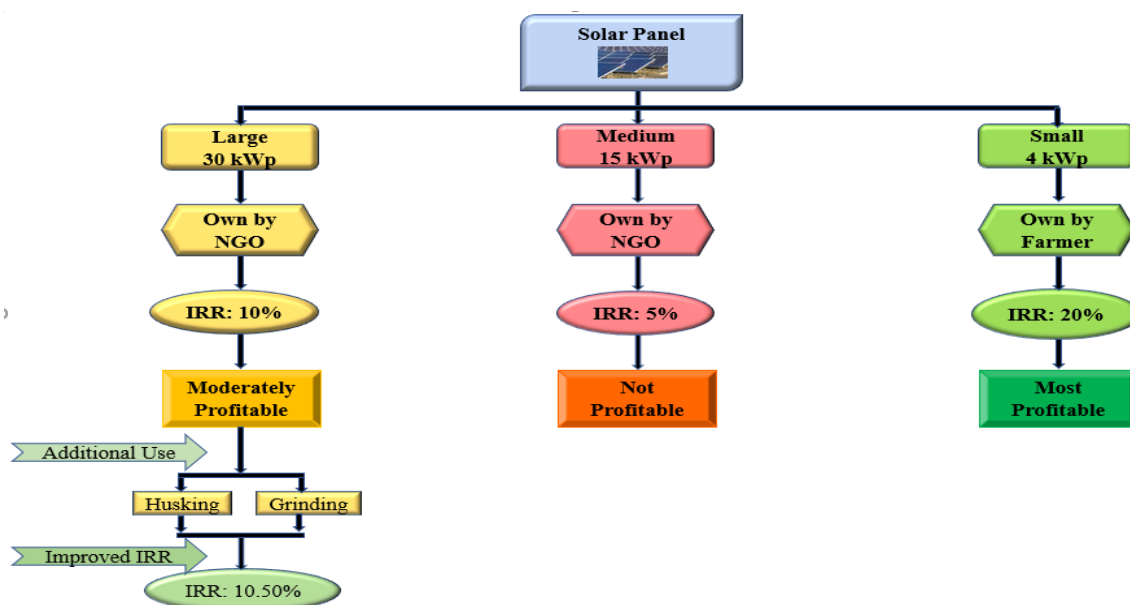 Solar Panel
Large
30 kWp
Medium
15 kWp
Small
4 kWp
Own by
NGO
Own by
NGO
Own by
Farmer
IRR: 10%
IRR: 5%
IRR: 20%
Moderately
Profitable
Not
Profitable
Most
Profitable
Additional Use
Husking
Grinding
Improved IRR
IRR: 10.50%